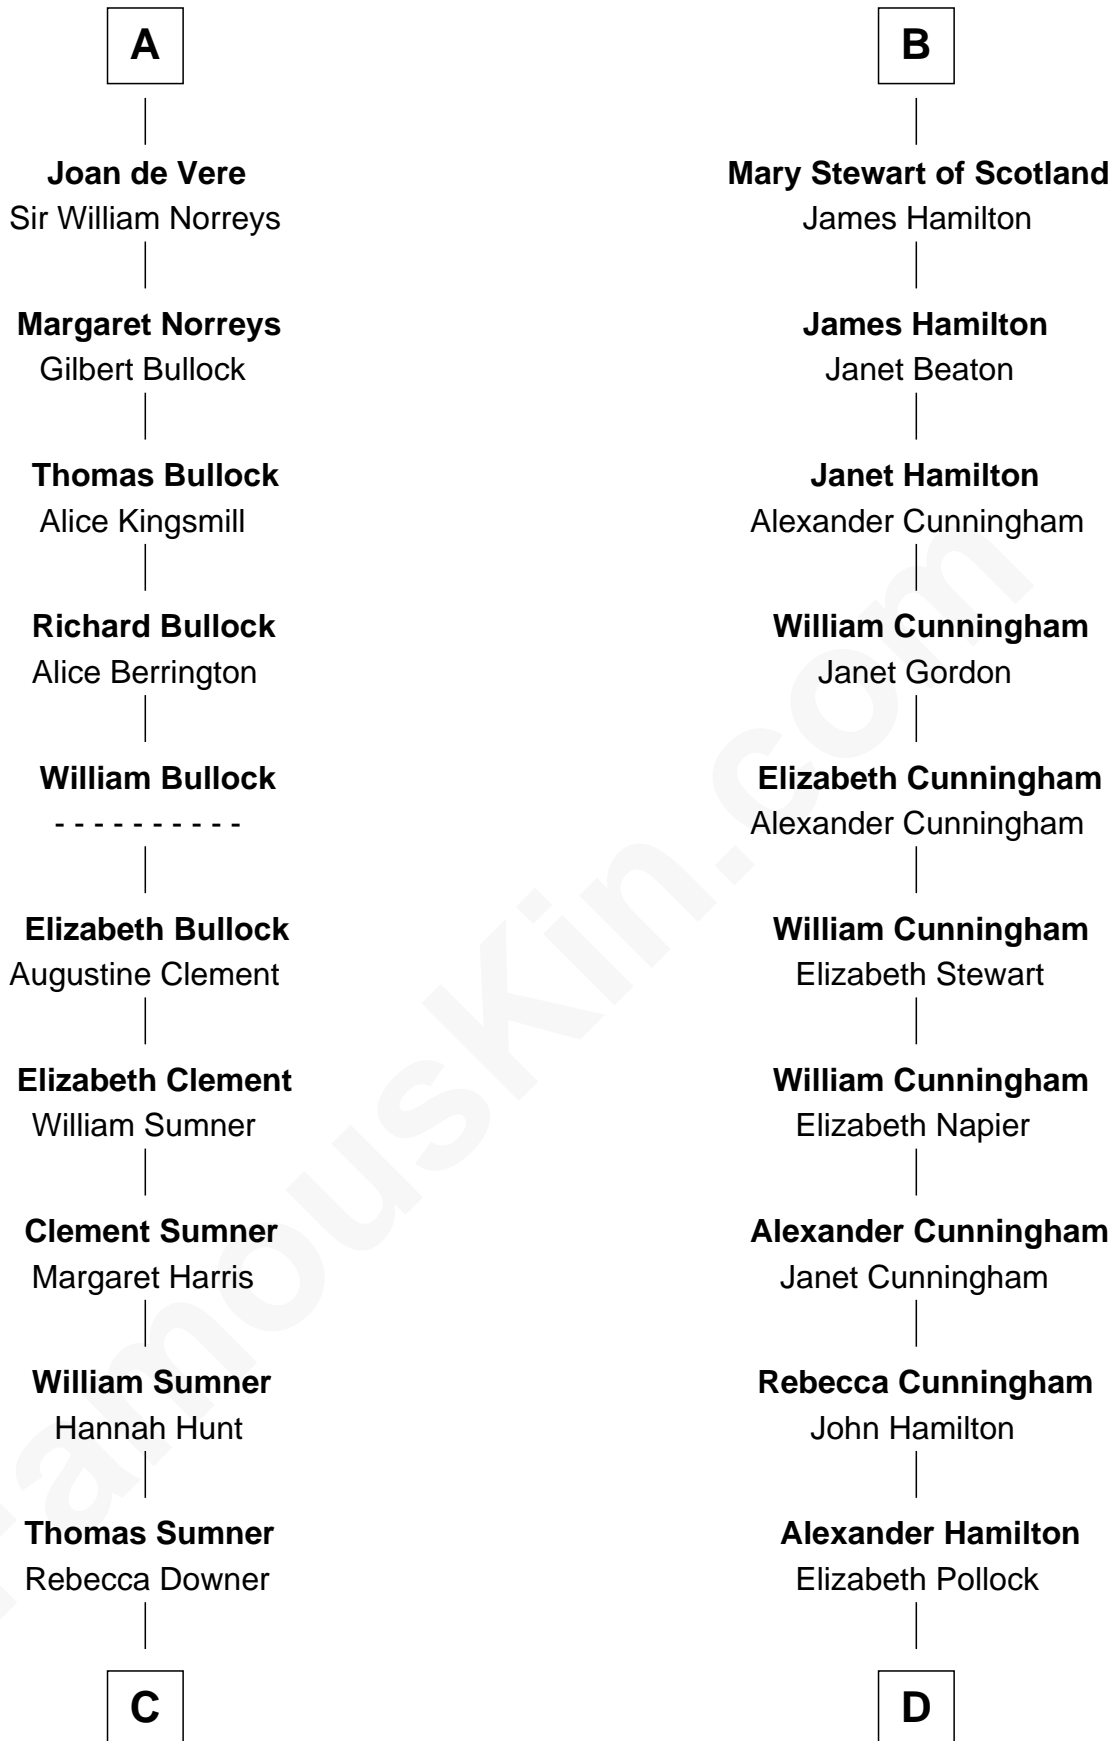 A
Joan de Vere
Sir William Norreys
Margaret Norreys
Gilbert Bullock
Thomas Bullock
Alice Kingsmill
Richard Bullock
Alice Berrington
William Bullock
- - - - - - - - - -
Elizabeth Bullock
Augustine Clement
Elizabeth Clement
William Sumner
Clement Sumner
Margaret Harris
William Sumner
Hannah Hunt
Thomas Sumner
Rebecca Downer
C
B
Mary Stewart of Scotland
James Hamilton
James Hamilton
Janet Beaton
Janet Hamilton
Alexander Cunningham
William Cunningham
Janet Gordon
Elizabeth Cunningham
Alexander Cunningham
William Cunningham
Elizabeth Stewart
William Cunningham
Elizabeth Napier
Alexander Cunningham
Janet Cunningham
Rebecca Cunningham
John Hamilton
Alexander Hamilton
Elizabeth Pollock
D
FamousKin.com